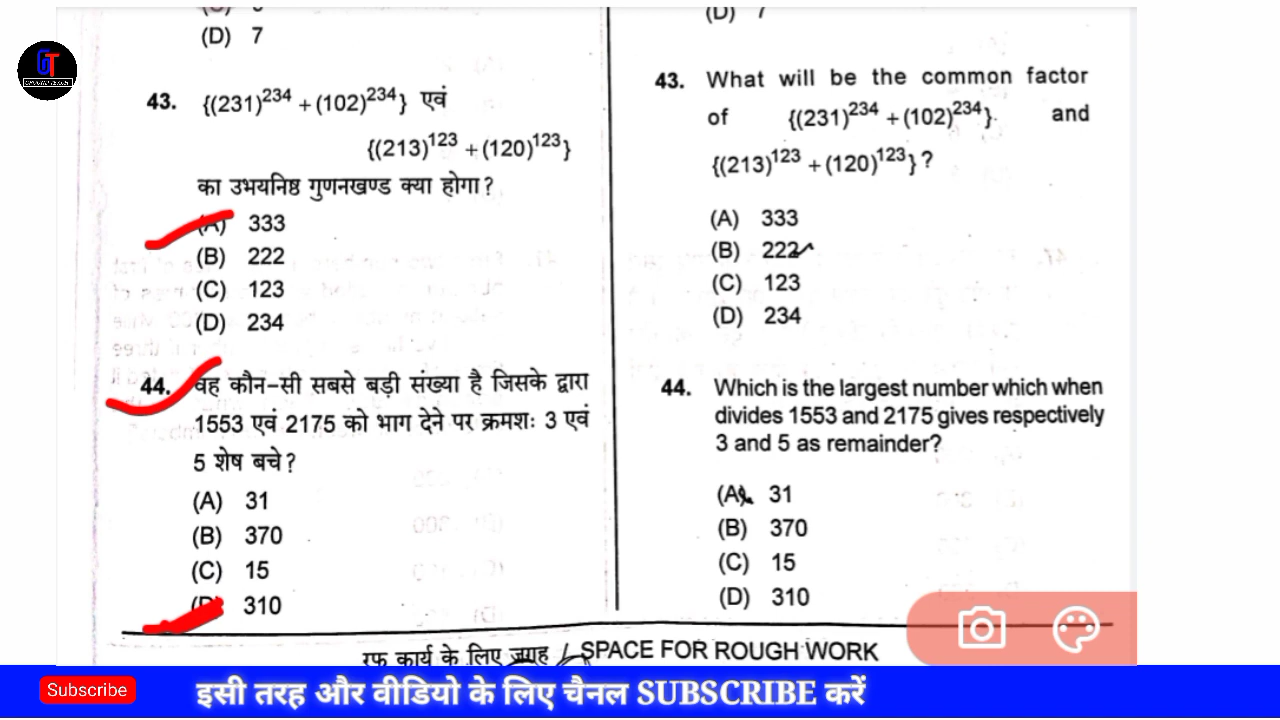 (D) 7
43. {(231)^234 + (102)^234} एवं
{(213)^123 + (120)^123}
का उभयनिष्ठ गुणनखण्ड क्या होगा?
(A) 333
(B) 222
(C) 123
(D) 234
44. वह कौन-सी सबसे बड़ी संख्या है जिसके द्वारा
1553 एवं 2175 को भाग देने पर क्रमशः 3 एवं
5 शेष बचे?
(A) 31
(B) 370
(C) 15
(D) 310
(D) 7
43. What will be the common factor
of {(231)^234 + (102)^234} and
{(213)^123 + (120)^123}?
(A) 333
(B) 222
(C) 123
(D) 234
44. Which is the largest number which when
divides 1553 and 2175 gives respectively
3 and 5 as remainder?
(A) 31
(B) 370
(C) 15
(D) 310
रफ कार्य के लिए जगह / SPACE FOR ROUGH WORK
Subscribe
इसी तरह और वीडियो के लिए चैनल SUBSCRIBE करें